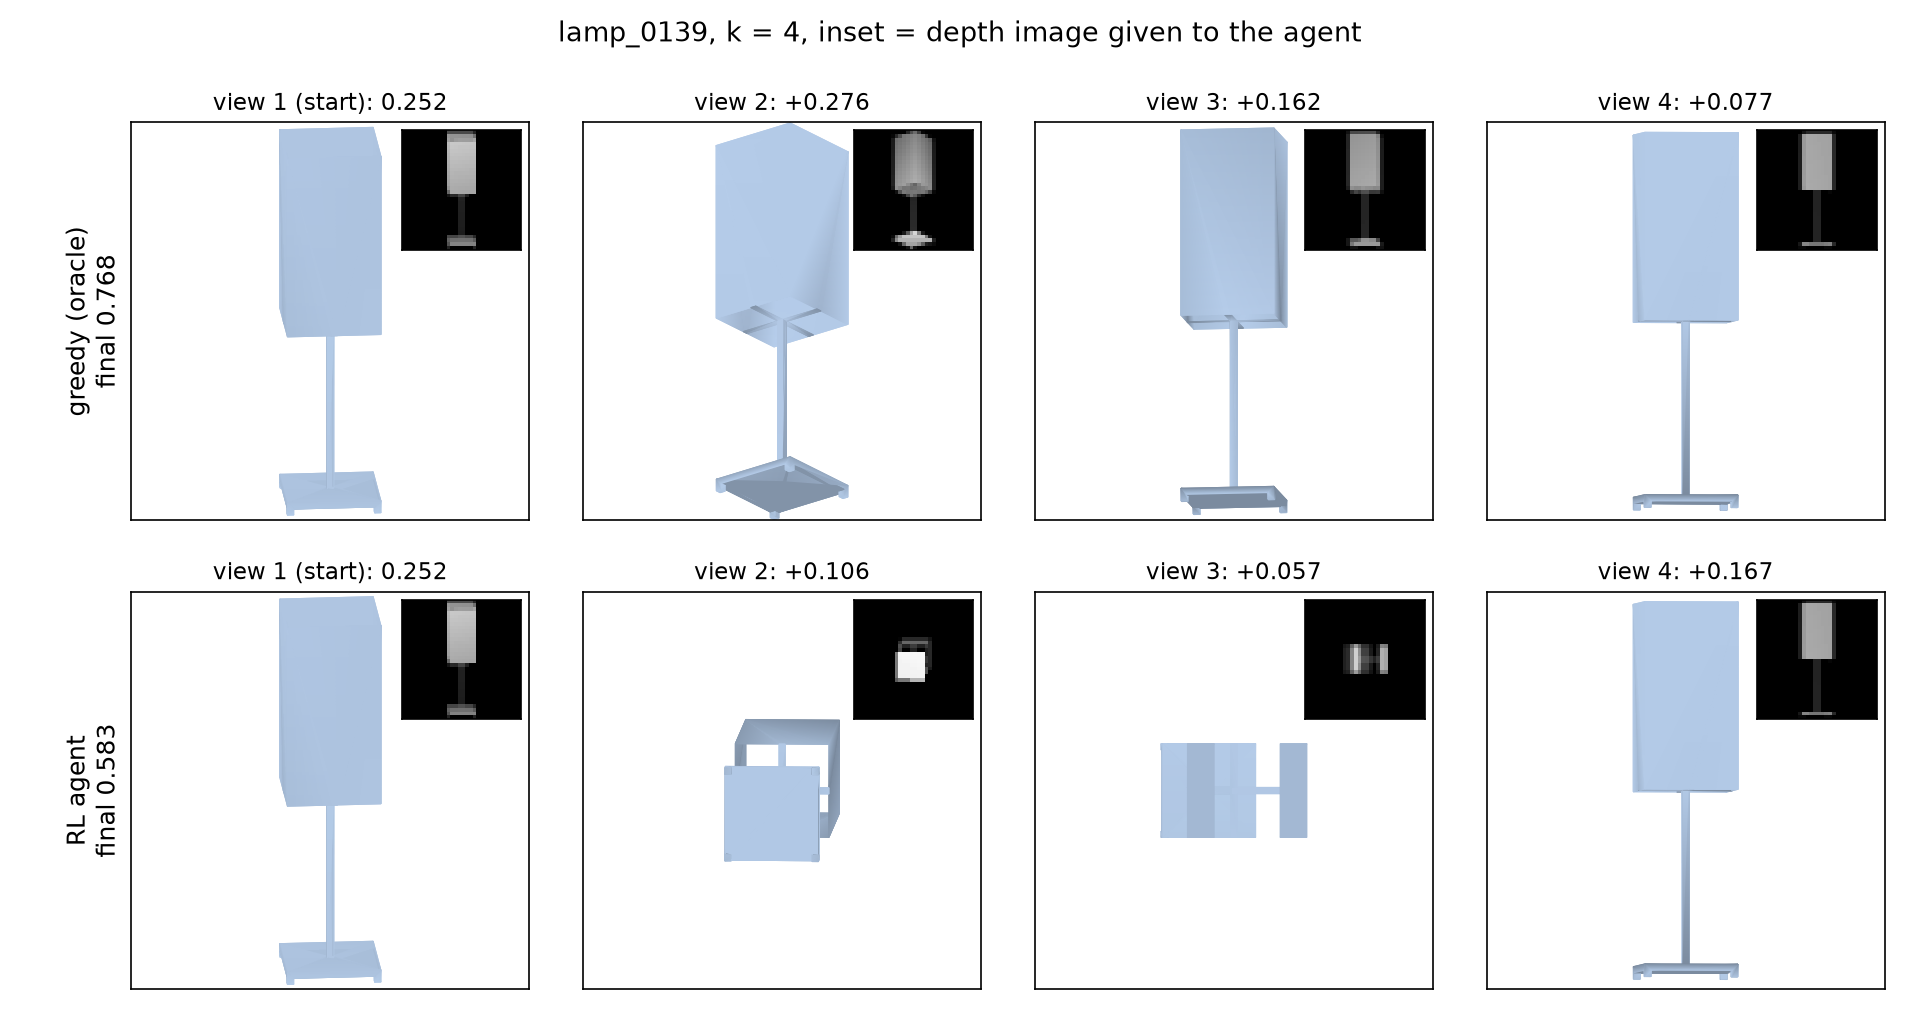 lamp_0139, k = 4, inset = depth image given to the agent
greedy (oracle)
final 0.768
view 1 (start): 0.252
view 2: +0.276
view 3: +0.162
view 4: +0.077
RL agent
final 0.583
view 1 (start): 0.252
view 2: +0.106
view 3: +0.057
view 4: +0.167